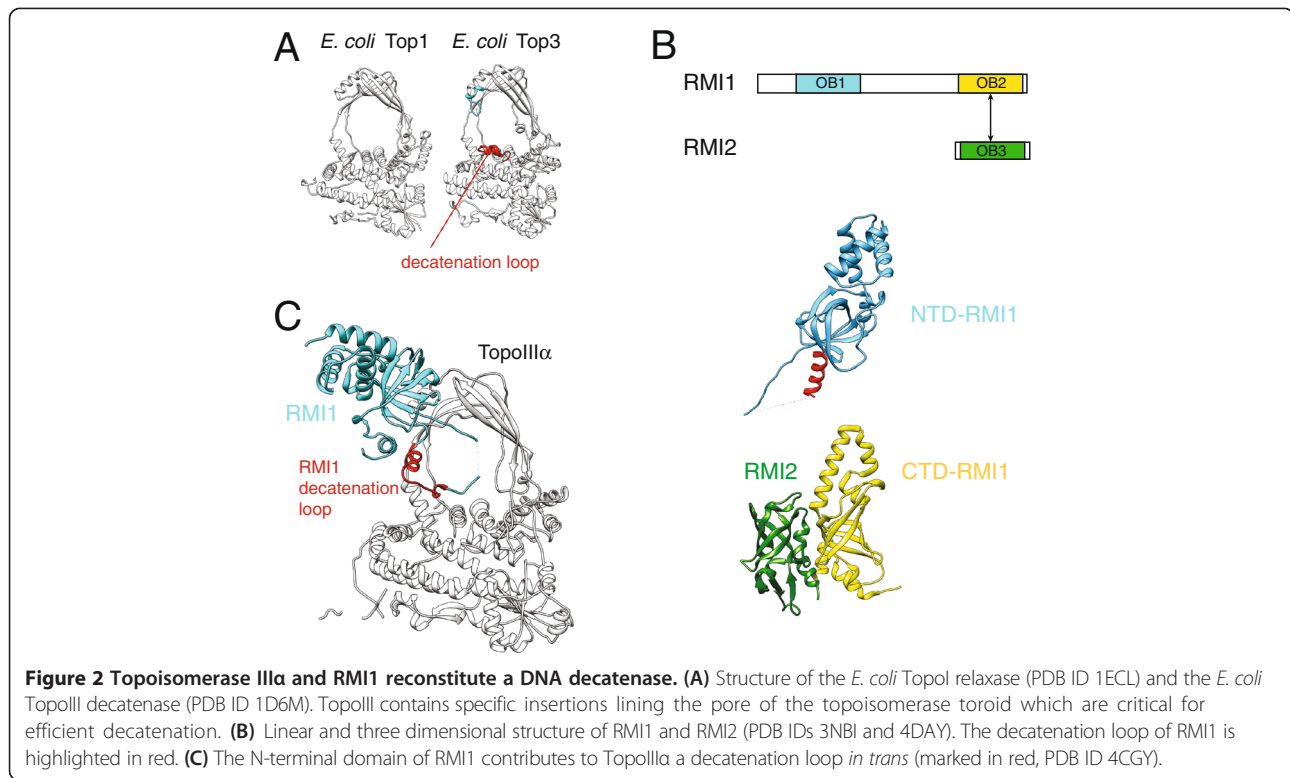 A
E. coli Top1
E. coli Top3
decatenation loop
B
RMI1
OB1
OB2
RMI2
OB3
NTD-RMI1
RMI2
CTD-RMI1
C
TopoIIIα
RMI1
RMI1
decatenation
loop
Figure 2 Topoisomerase IIIα and RMI1 reconstitute a DNA decatenase. (A) Structure of the E. coli TopoI relaxase (PDB ID 1ECL) and the E. coli
TopoIII decatenase (PDB ID 1D6M). TopoIII contains specific insertions lining the pore of the topoisomerase toroid which are critical for
efficient decatenation. (B) Linear and three dimensional structure of RMI1 and RMI2 (PDB IDs 3NBI and 4DAY). The decatenation loop of RMI1 is
highlighted in red. (C) The N-terminal domain of RMI1 contributes to TopoIIIα a decatenation loop in trans (marked in red, PDB ID 4CGY).